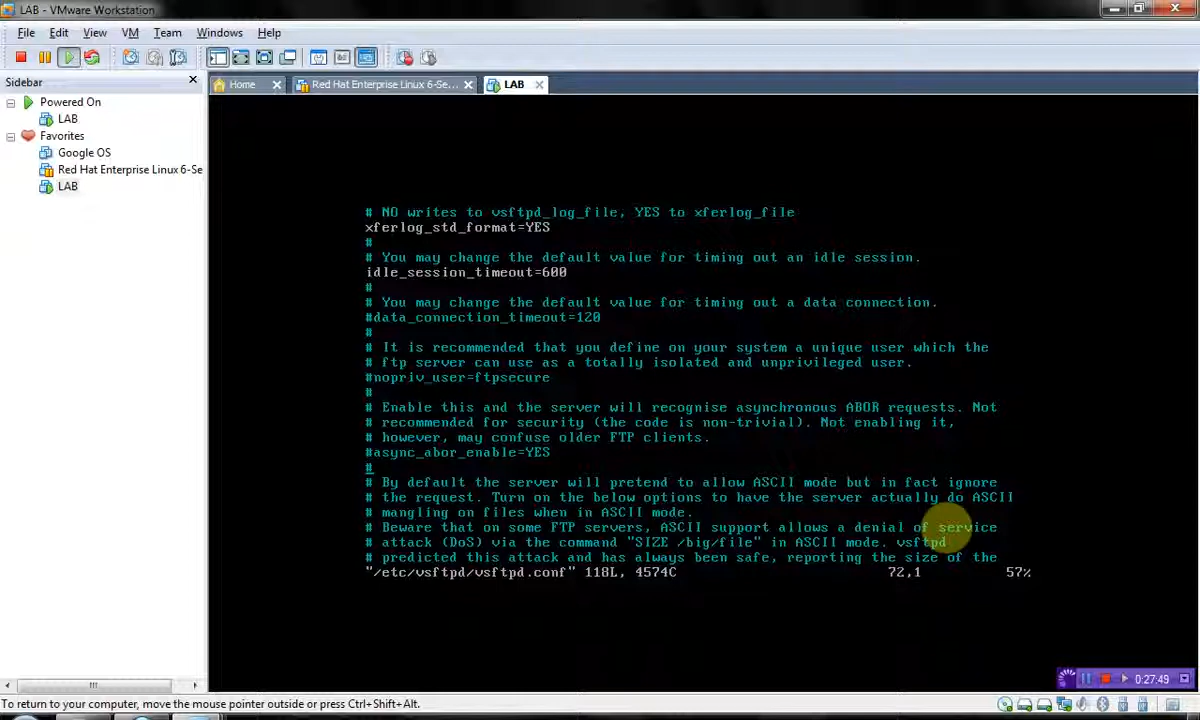 LAB - VMware Workstation
File Edit View VM Team Windows Help
Sidebar
Home
Red Hat Enterprise Linux 6-Se...
LAB
Powered On
LAB
Favorites
Google OS
Red Hat Enterprise Linux 6-Se
LAB
# NO writes to vsftpd_log_file, YES to xferlog_file
xferlog_std_format=YES
#
# You may change the default value for timing out an idle session.
idle_session_timeout=600
#
# You may change the default value for timing out a data connection.
#data_connection_timeout=120
#
# It is recommended that you define on your system a unique user which the
# ftp server can use as a totally isolated and unprivileged user.
#nopriv_user=ftpsecure
#
# Enable this and the server will recognise asynchronous ABOR requests. Not
# recommended for security (the code is non-trivial). Not enabling it,
# however, may confuse older FTP clients.
#async_abor_enable=YES
#
# By default the server will pretend to allow ASCII mode but in fact ignore
# the request. Turn on the below options to have the server actually do ASCII
# mangling on files when in ASCII mode.
# Beware that on some FTP servers, ASCII support allows a denial of service
# attack (DoS) via the command "SIZE /big/file" in ASCII mode. vsftpd
# predicted this attack and has always been safe, reporting the size of the
"/etc/vsftpd/vsftpd.conf" 118L, 4574C 72,1 57%
0:27:49
To return to your computer, move the mouse pointer outside or press Ctrl+Shift+Alt.